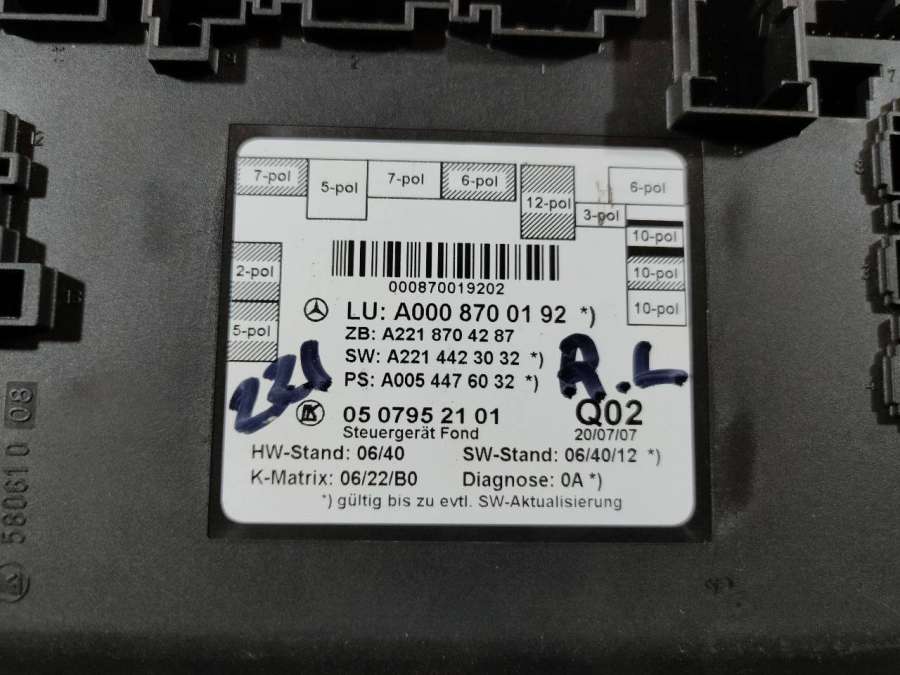 7-pol 5-pol 7-pol 6-pol 12-pol 3-pol 6-pol
10-pol
10-pol
10-pol
2-pol
5-pol
000870019202
LU: A000 870 01 92 *)
ZB: A221 870 42 87
SW: A221 442 30 32 *)
PS: A005 446 76 32 *)
221
R.L
05 0795 21 01 Q02
Steuergerät Fond 20/07/07
HW-Stand: 06/40 SW-Stand: 06/40/12 *)
K-Matrix: 06/22/B0 Diagnose: 0A *)
*) gültig bis zu evtl. SW-Aktualisierung
580610 08
2
7